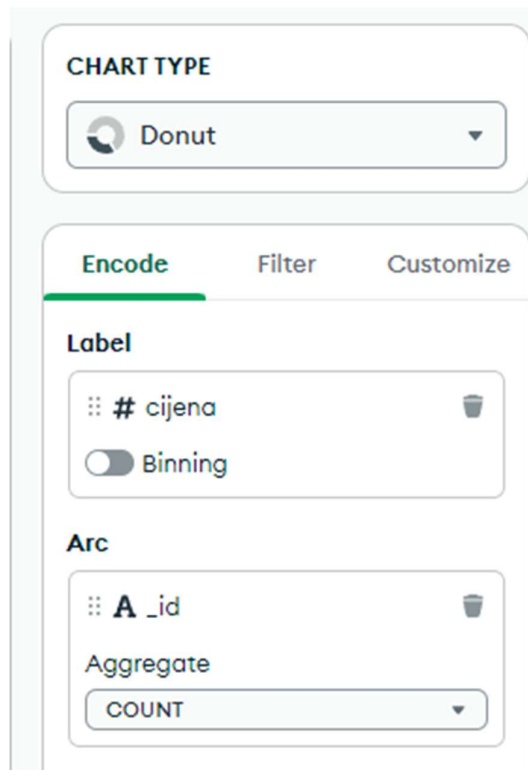 CHART TYPE
Donut
Encode Filter Customize
Label
# cijena
Binning
Arc
A _id
Aggregate
COUNT